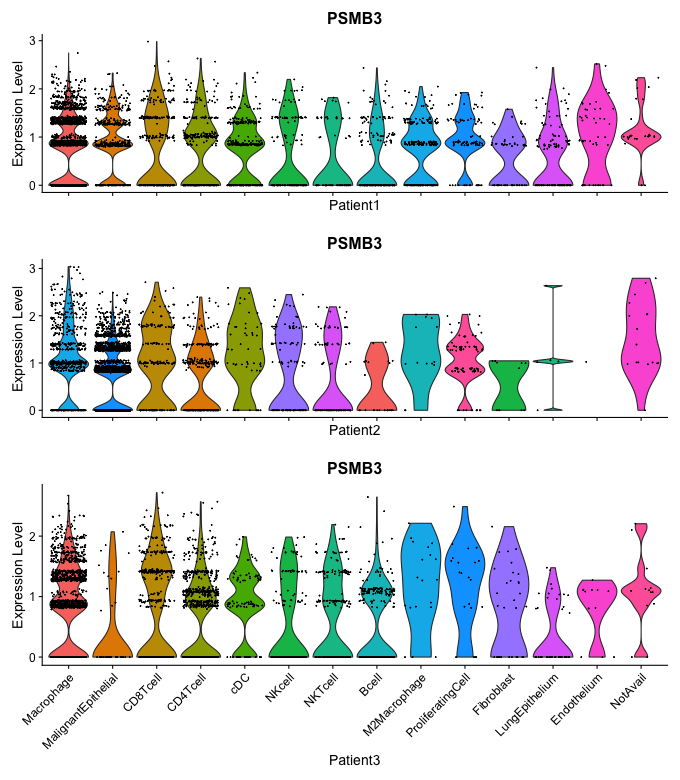 PSMB3
Expression Level
3
2
1
0
Patient1
PSMB3
Expression Level
3
2
1
0
Patient2
PSMB3
Expression Level
2
1
0
Macrophage
MalignantEpithelial
CD8Tcell
CD4Tcell
cDC
NKcell
NKTcell
Bcell
M2Macrophage
ProliferatingCell
Fibroblast
LungEpithelium
Endothelium
NotAvail
Patient3